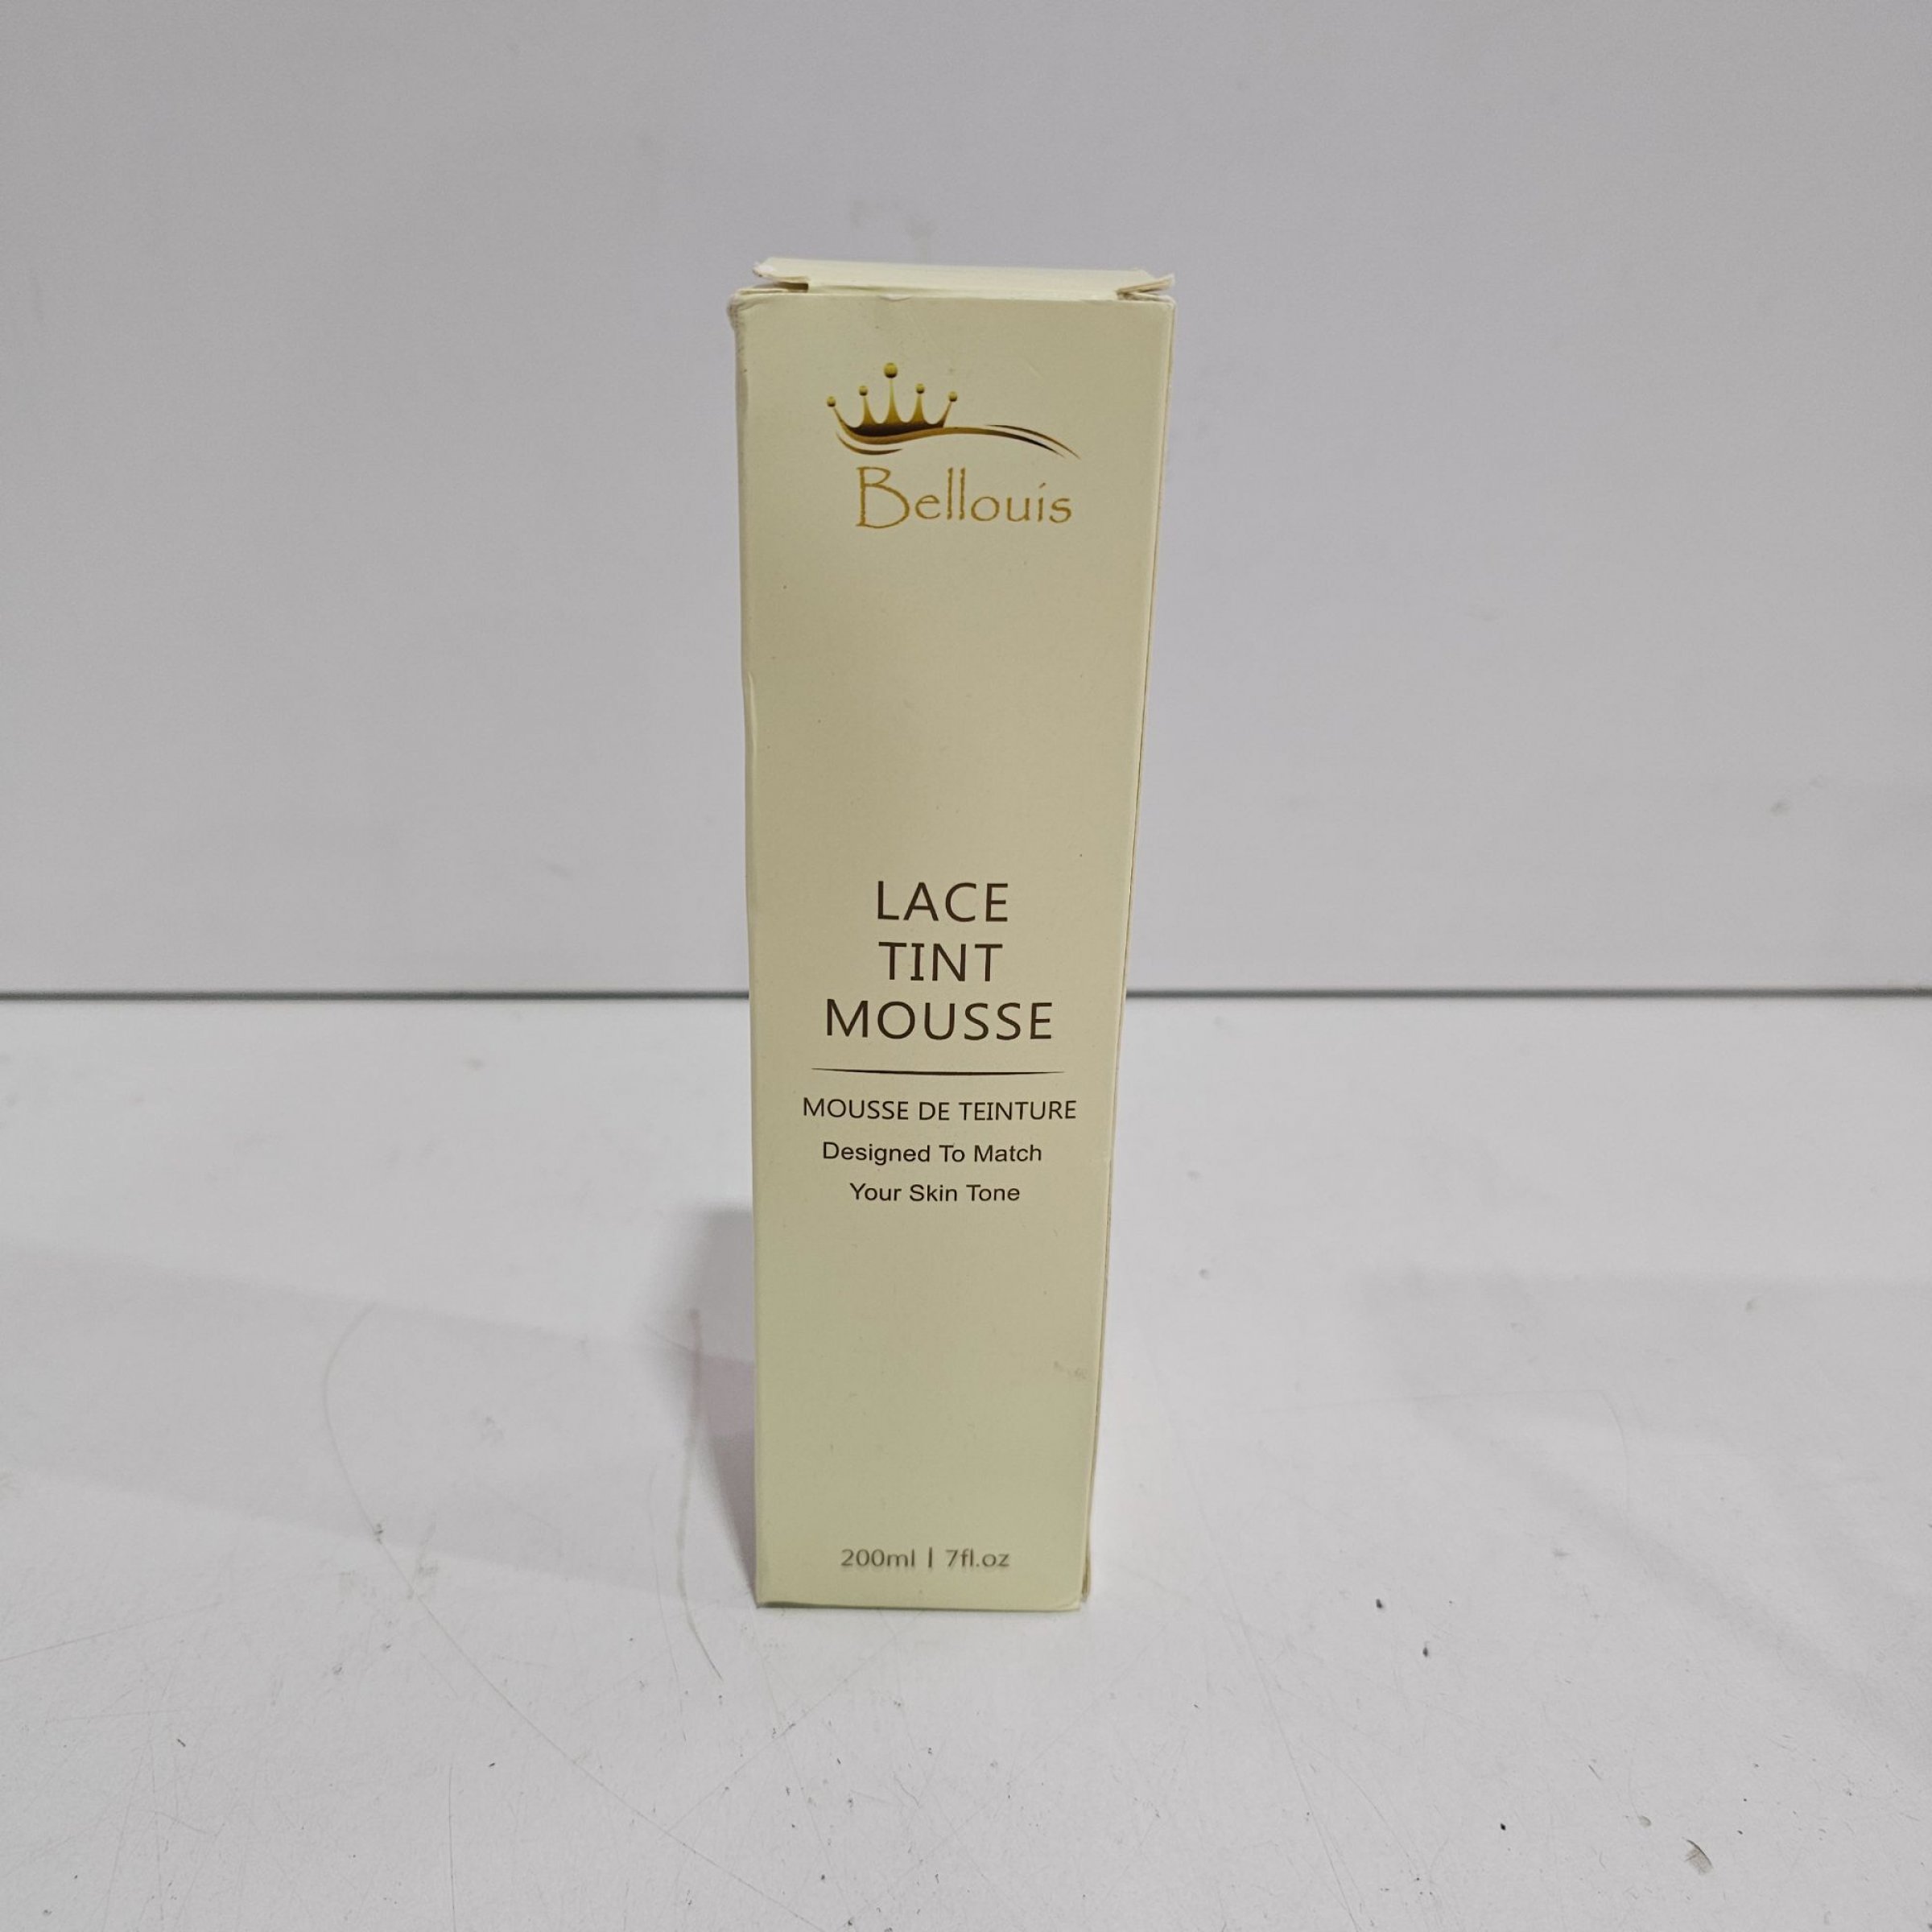 Bellouis
LACE
TINT
MOUSSE
MOUSSE DE TEINTURE
Designed To Match
Your Skin Tone
200ml | 7fl.oz